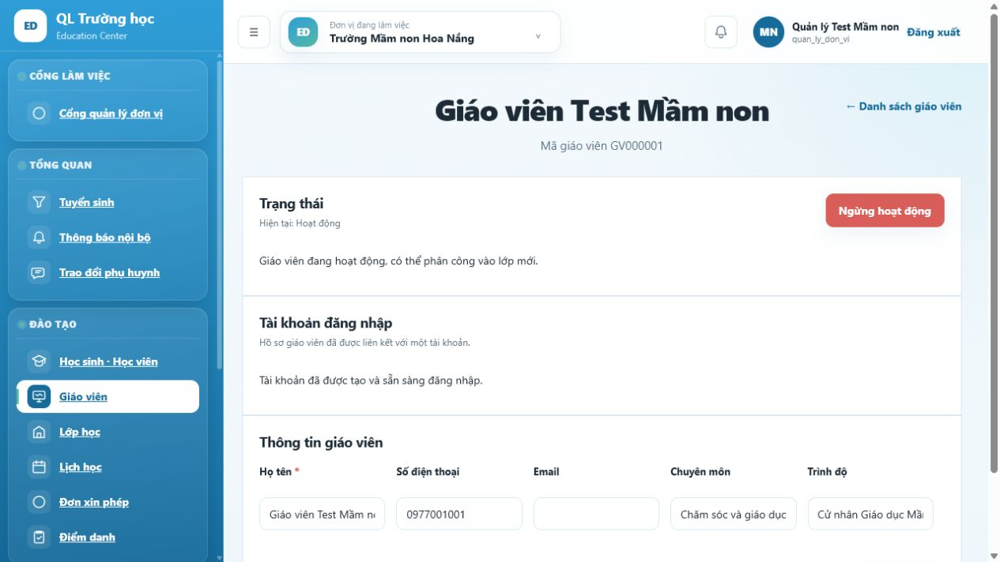 ED
QL Trường học
Education Center
CỔNG LÀM VIỆC
Cổng quản lý đơn vị
TỔNG QUAN
Tuyển sinh
Thông báo nội bộ
Trao đổi phụ huynh
ĐÀO TẠO
Học sinh · Học viên
Giáo viên
Lớp học
Lịch học
Đơn xin phép
Điểm danh
ED
Đơn vị đang làm việc
Trường Mầm non Hoa Nắng
MN
Quản lý Test Mầm non
quan_ly_don_vi
Đăng xuất
Giáo viên Test Mầm non
← Danh sách giáo viên
Mã giáo viên GV000001
Trạng thái
Hiện tại: Hoạt động
Ngừng hoạt động
Giáo viên đang hoạt động, có thể phân công vào lớp mới.
Tài khoản đăng nhập
Hồ sơ giáo viên đã được liên kết với một tài khoản.
Tài khoản đã được tạo và sẵn sàng đăng nhập.
Thông tin giáo viên
Họ tên * Số điện thoại Email Chuyên môn Trình độ
Giáo viên Test Mầm 0977001001 Chăm sóc và giáo dục Cử nhân Giáo dục